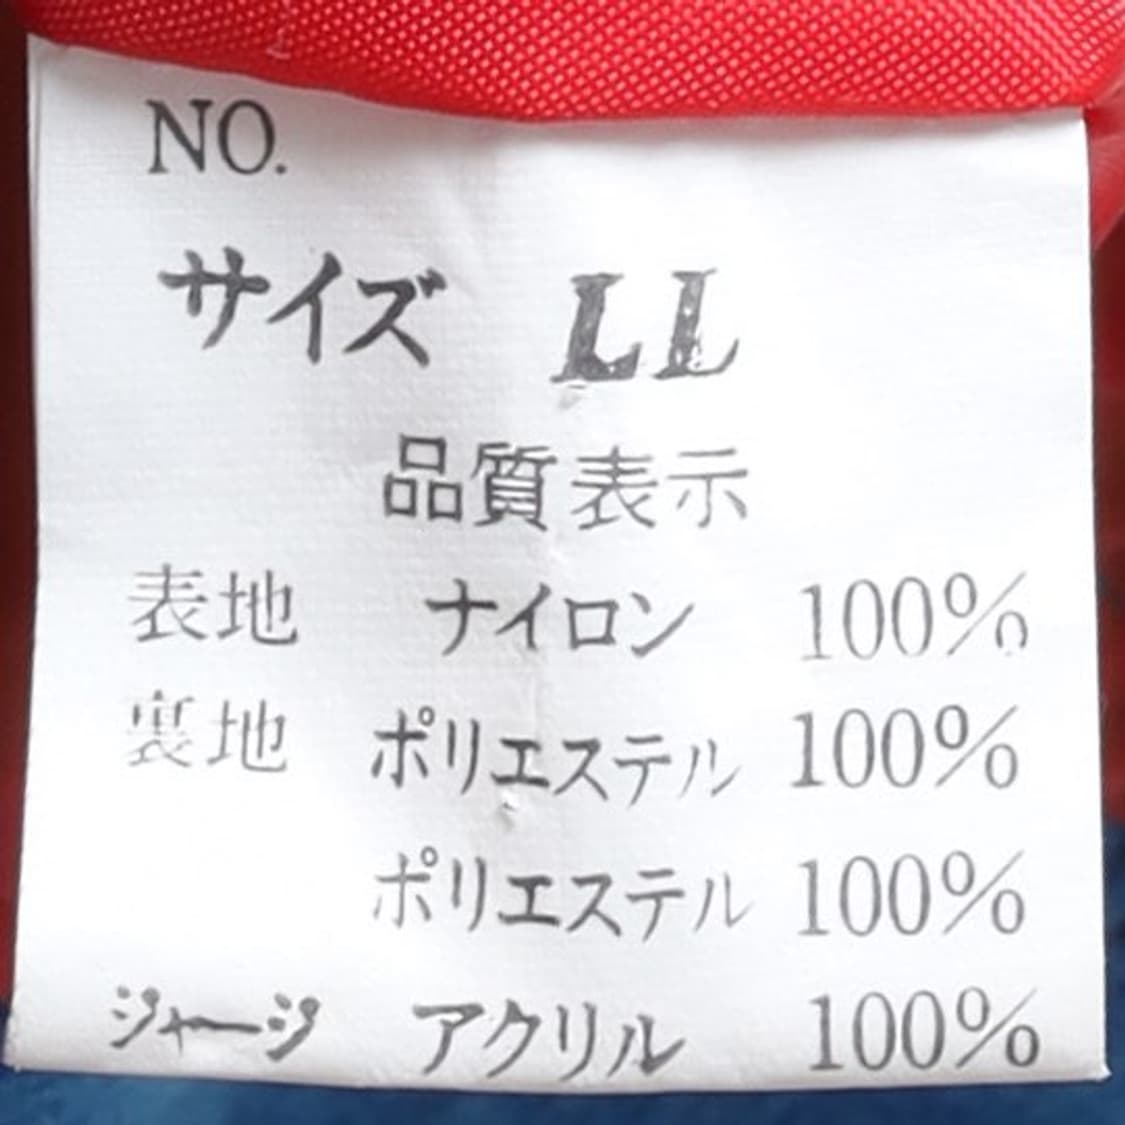 NO.
サイズ LL
品質表示
表地 ナイロン 100%
裏地 ポリエステル 100%
ポリエステル 100%
ジャージ アクリル 100%